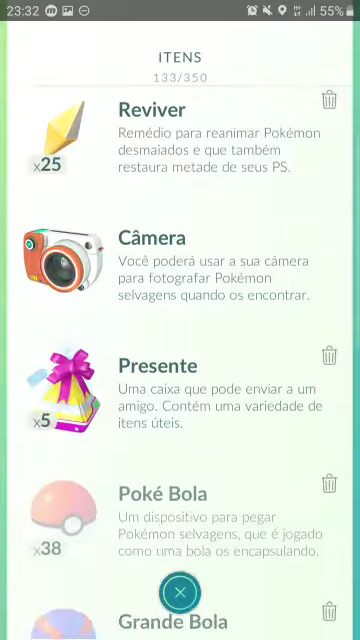 23:32
55%
ITENS
133/350
Reviver
Remédio para reanimar Pokémon
desmaiados e que também
restaura metade de seus PS.
x25
Câmera
Você poderá usar a sua câmera
para fotografar Pokémon
selvagens quando os encontrar.
Presente
Uma caixa que pode enviar a um
amigo. Contém uma variedade de
itens úteis.
x5
Poké Bola
Um dispositivo para pegar
Pokémon selvagens, que é jogado
como uma bola os encapsulando.
x38
Grande Bola